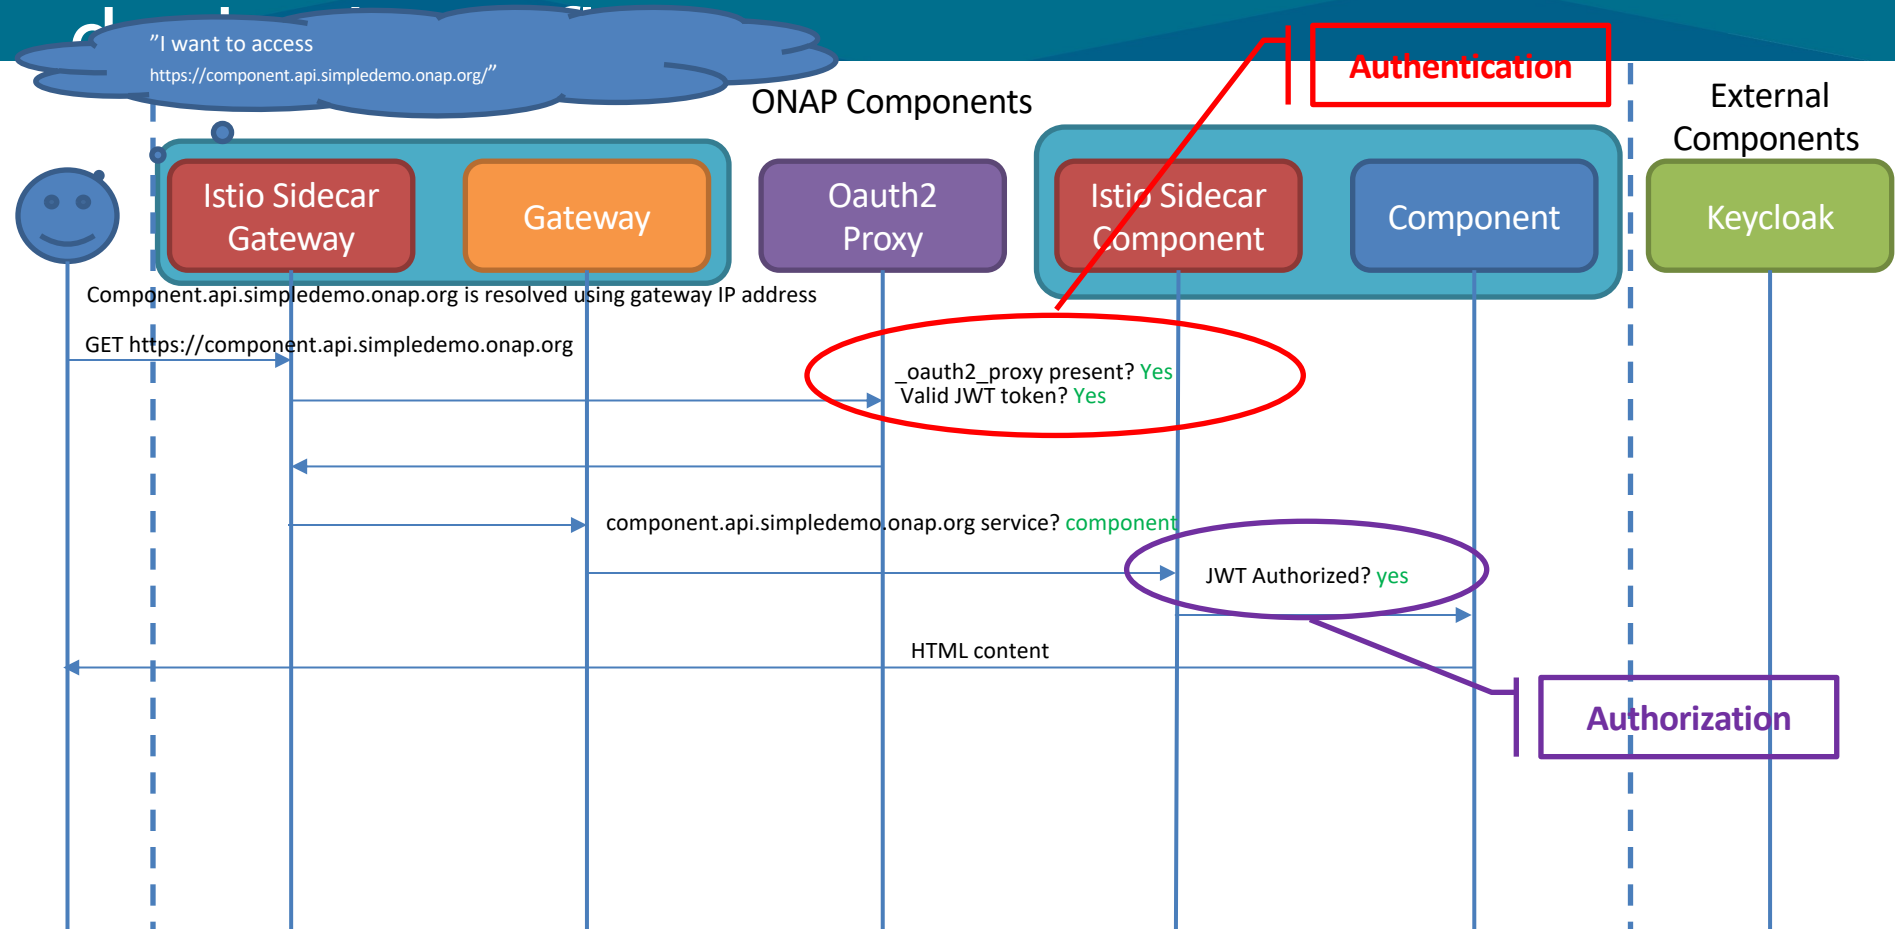 ”I want to access
https://component.api.simpledemo.onap.org/”
Authentication
ONAP Components
External
Components
Istio Sidecar
Gateway
Gateway
Oauth2
Proxy
Istio Sidecar
Component
Component
Keycloak
Component.api.simpledemo.onap.org is resolved using gateway IP address
GET https://component.api.simpledemo.onap.org
_oauth2_proxy present? Yes
Valid JWT token? Yes
component.api.simpledemo.onap.org service? component
JWT Authorized? yes
HTML content
Authorization